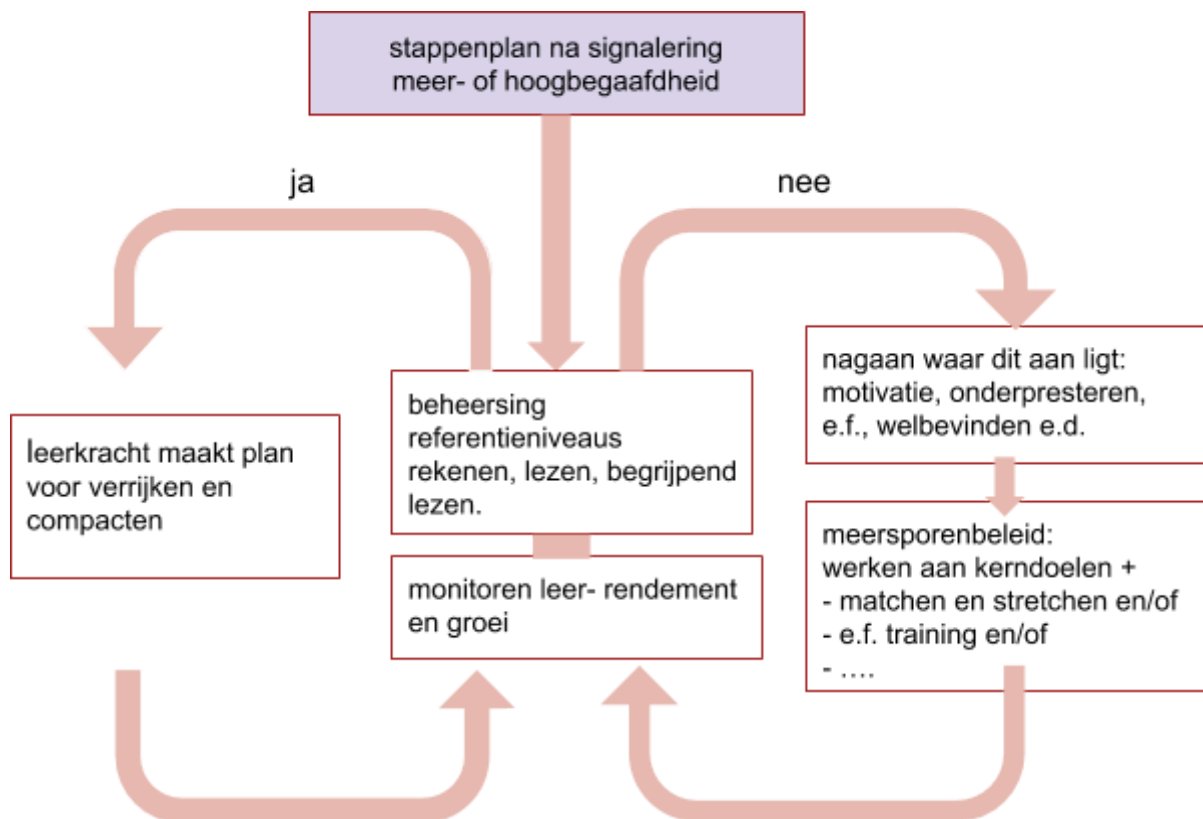 stappenplan na signalering
meer- of hoogbegaafdheid
ja
nee
leerkracht maakt plan
voor verrijken en
compacten
beheersing
referentieniveaus
rekenen, lezen, begrijpend
lezen.
monitoren leer- rendement
en groei
nagaan waar dit aan ligt:
motivatie, onderpresteren,
e.f., welbevinden e.d.
meersporenbeleid:
werken aan kerndoelen +
- matchen en stretchen en/of
- e.f. training en/of
- ....